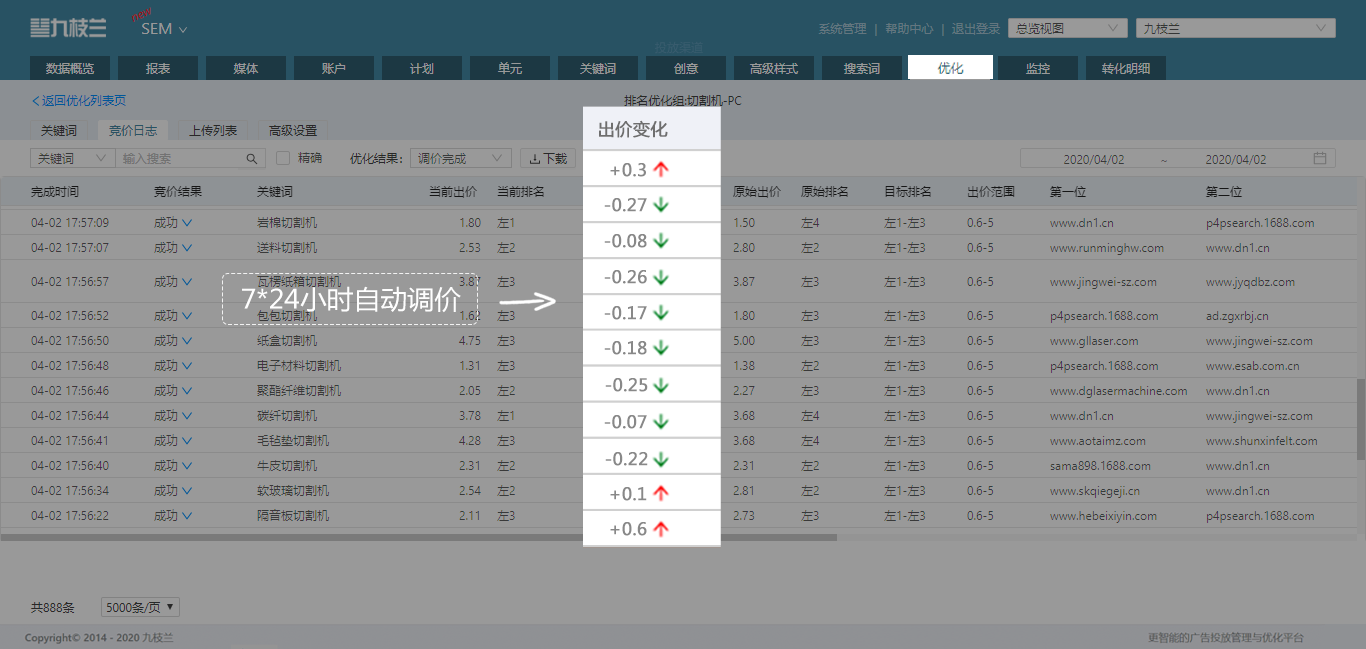 九枝兰 new SEM 系统管理 | 帮助中心 | 退出登录 总览视图 九枝兰
投放渠道
数据概览 报表 媒体 账户 计划 单元 关键词 创意 高级样式 搜索词 优化 监控 转化明细
返回优化列表页 排名优化组:切割机-PC
关键词 竞价日志 上传列表 高级设置
关键词 输入搜索 精确 优化结果: 调价完成 下载 2020/04/02 ~ 2020/04/02
完成时间 竞价结果 关键词 当前出价 当前排名 出价变化 原始出价 原始排名 目标排名 出价范围 第一位 第二位
04-02 17:57:09 成功 岩棉切割机 1.80 左1 +0.3 1.50 左4 左1-左3 0.6-5 www.dn1.cn p4psearch.1688.com
04-02 17:57:07 成功 送料切割机 2.53 左2 -0.27 2.80 左2 左1-左3 0.6-5 www.runminghw.com www.dn1.cn
04-02 17:56:57 成功 瓦楞纸箱切割机 3.87 左3 -0.08 3.87 左3 左1-左3 0.6-5 www.jingwei-sz.com www.jyqdbz.com
7*24小时自动调价
04-02 17:56:52 成功 包包切割机 1.62 左3 -0.26 1.80 左3 左1-左3 0.6-5 p4psearch.1688.com ad.zgxrbj.cn
04-02 17:56:50 成功 纸盒切割机 4.75 左3 -0.17 5.00 左3 左1-左3 0.6-5 www.gllaser.com www.jingwei-sz.com
04-02 17:56:48 成功 电子材料切割机 1.31 左3 -0.18 1.38 左2 左1-左3 0.6-5 p4psearch.1688.com www.esab.com.cn
04-02 17:56:46 成功 聚酯纤维切割机 2.05 左2 -0.25 2.27 左3 左1-左3 0.6-5 www.dglasermachine.com www.dn1.cn
04-02 17:56:44 成功 碳纤切割机 3.78 左1 -0.07 3.68 左4 左1-左3 0.6-5 www.dn1.cn www.jingwei-sz.com
04-02 17:56:41 成功 毛毡垫切割机 4.28 左3 -0.22 3.68 左4 左1-左3 0.6-5 www.aotaimz.com www.shunxinfelt.com
04-02 17:56:40 成功 牛皮切割机 2.31 左2 2.31 左2 左1-左3 0.6-5 sama898.1688.com www.dn1.cn
04-02 17:56:34 成功 软玻璃切割机 2.54 左2 +0.1 2.81 左2 左1-左3 0.6-5 www.skqiegeji.cn www.dn1.cn
04-02 17:56:22 成功 隔音板切割机 2.11 左3 +0.6 2.73 左3 左1-左3 0.6-5 www.hebeixiyin.com p4psearch.1688.com
共888条 5000条/页
Copyright© 2014 - 2020 九枝兰 更智能的广告投放管理与优化平台